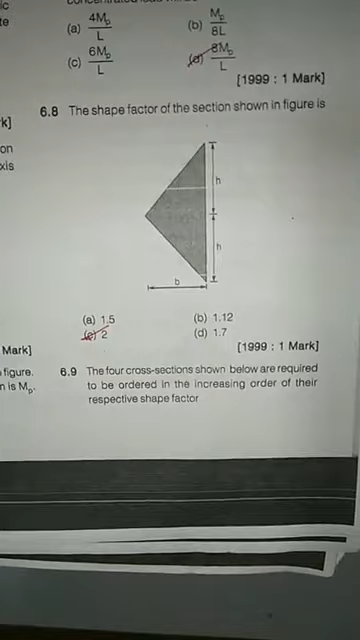 (a) 4Mp/L (b) Mp/8L
(c) 6Mp/L (d) 8Mp/L
[1999 : 1 Mark]
6.8 The shape factor of the section shown in figure is
h
h
b
(a) 1.5 (b) 1.12
(c) 2 (d) 1.7
[1999 : 1 Mark]
6.9 The four cross-sections shown below are required
to be ordered in the increasing order of their
respective shape factor
on
xis
Mark]
figure.
is Mp.